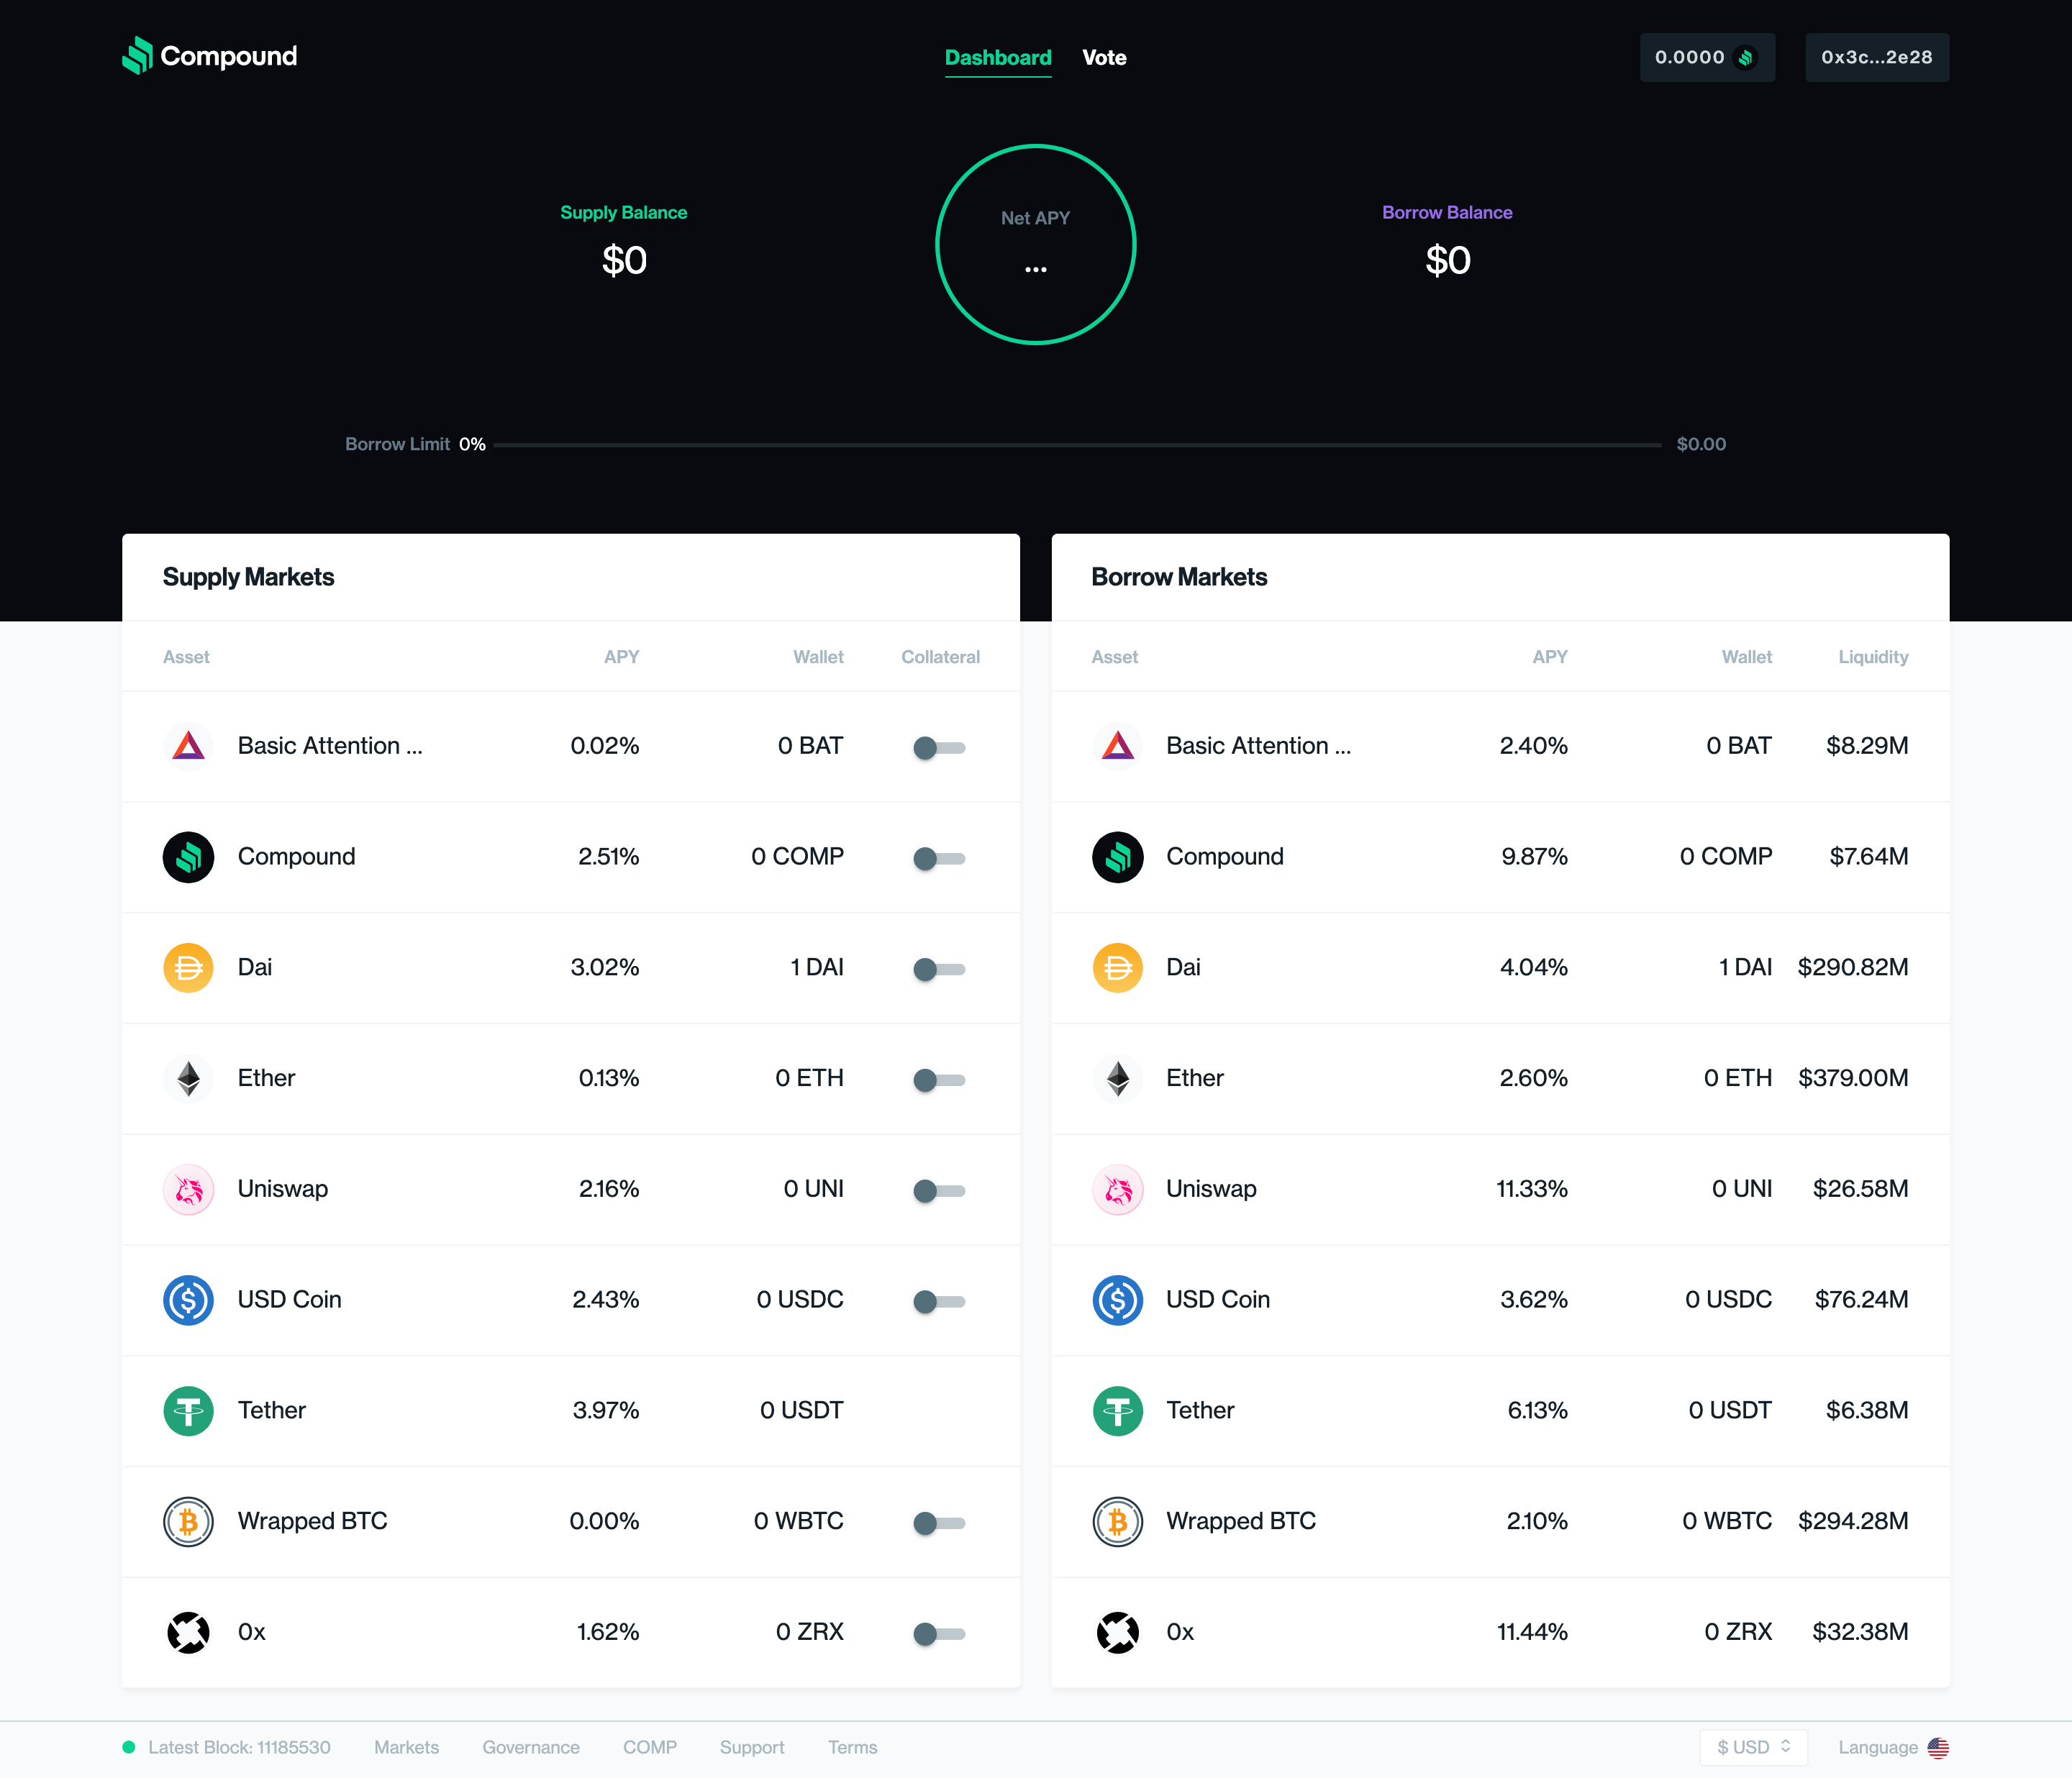 Compound
Dashboard Vote
0.0000 0x3c...2e28
Supply Balance
$0
Net APY
...
Borrow Balance
$0
Borrow Limit 0% $0.00
Supply Markets
Asset APY Wallet Collateral
Basic Attention ... 0.02% 0 BAT
Compound 2.51% 0 COMP
Dai 3.02% 1 DAI
Ether 0.13% 0 ETH
Uniswap 2.16% 0 UNI
USD Coin 2.43% 0 USDC
Tether 3.97% 0 USDT
Wrapped BTC 0.00% 0 WBTC
0x 1.62% 0 ZRX
Borrow Markets
Asset APY Wallet Liquidity
Basic Attention ... 2.40% 0 BAT $8.29M
Compound 9.87% 0 COMP $7.64M
Dai 4.04% 1 DAI $290.82M
Ether 2.60% 0 ETH $379.00M
Uniswap 11.33% 0 UNI $26.58M
USD Coin 3.62% 0 USDC $76.24M
Tether 6.13% 0 USDT $6.38M
Wrapped BTC 2.10% 0 WBTC $294.28M
0x 11.44% 0 ZRX $32.38M
Latest Block: 11185530 Markets Governance COMP Support Terms $ USD Language